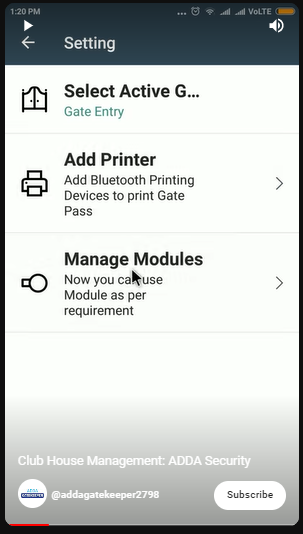 1:20 PM ... VoLTE
Setting
Select Active G...
Gate Entry
Add Printer
Add Bluetooth Printing
Devices to print Gate
Pass
Manage Modules
Now you can use
Module as per
requirement
Club House Management: ADDA Security
ADDA
@addagatekeeper2798
Subscribe